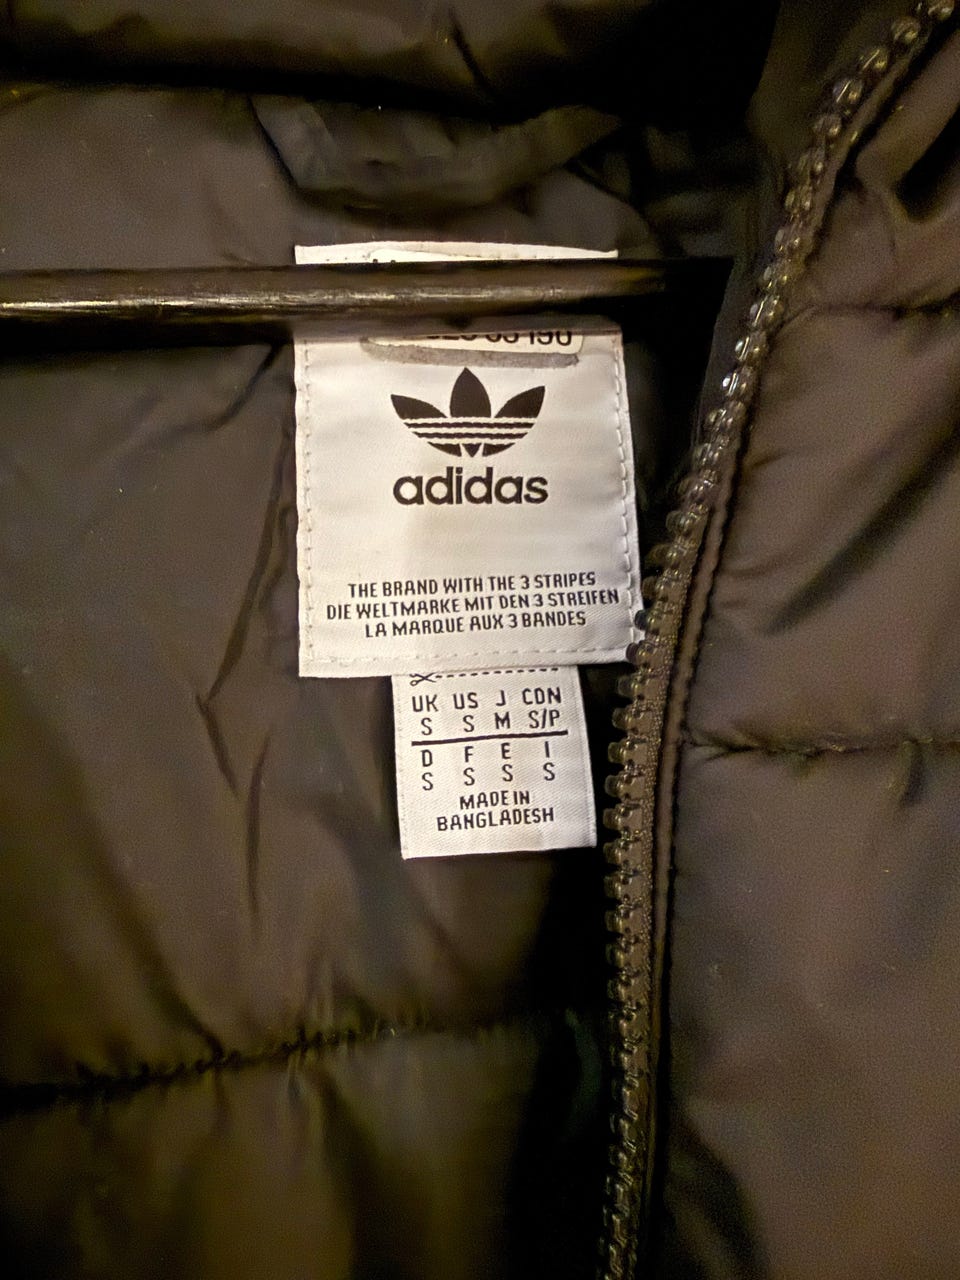 adidas
THE BRAND WITH THE 3 STRIPES
DIE WELTMARKE MIT DEN 3 STREIFEN
LA MARQUE AUX 3 BANDES
UK US J CON
S S M S/P
D F E I
S S S S
MADE IN
BANGLADESH